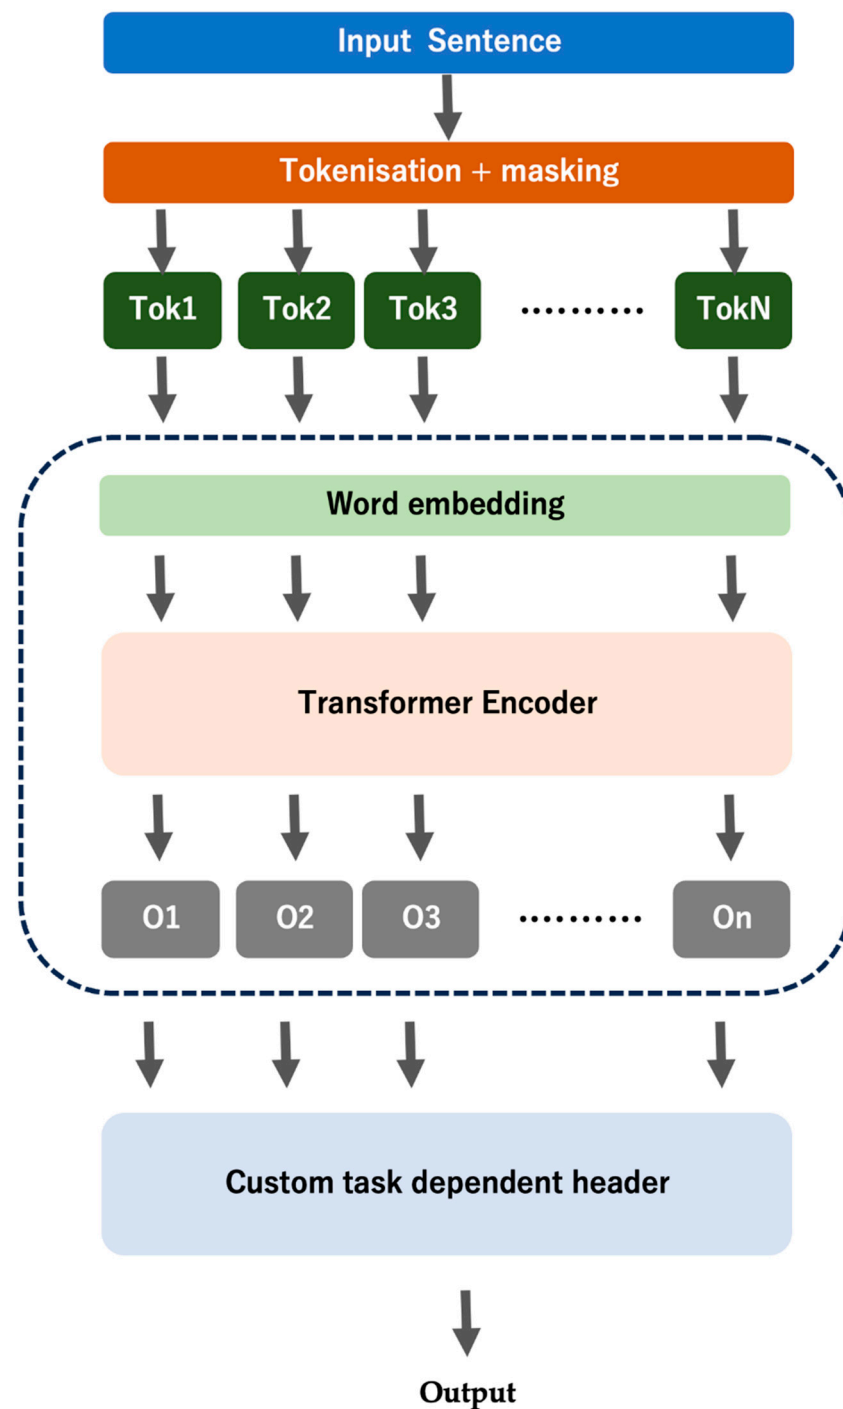 Input Sentence
Tokenisation + masking
Tok1 Tok2 Tok3 .......... TokN
Word embedding
Transformer Encoder
O1 O2 O3 .......... On
Custom task dependent header
Output